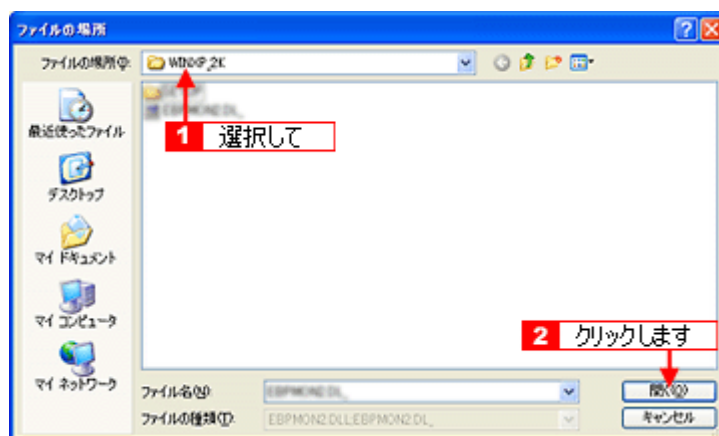 ファイルの場所
ファイルの場所(I):
WINXP_2K
最近使ったファイル
1 選択して
デスクトップ
マイ ドキュメント
マイ コンピュータ
2 クリックします
マイ ネットワーク
ファイル名(N):
開く(O)
ファイルの種類(T):
EBPMON2.DLL;EBPMON2.DL_
キャンセル